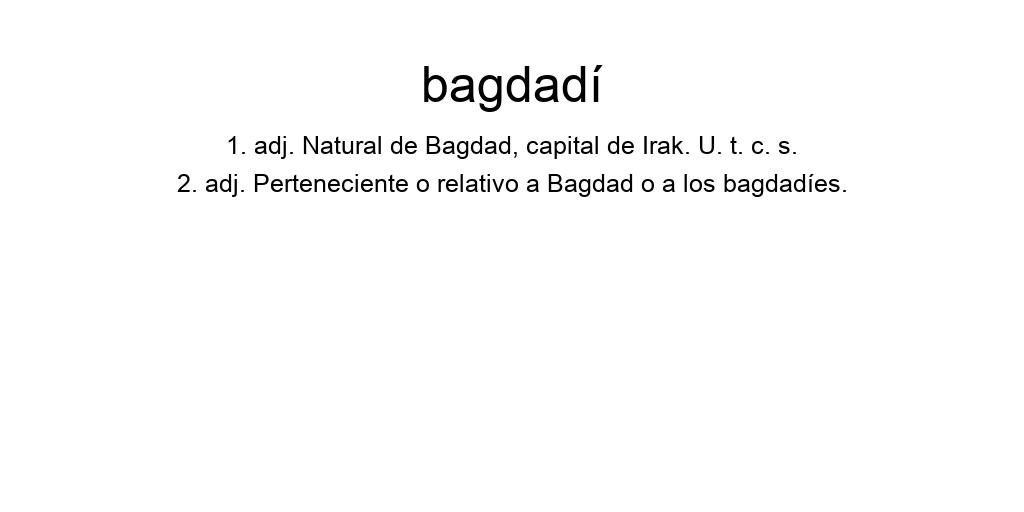 bagdadí
1. adj. Natural de Bagdad, capital de Irak. U. t. c. s.
2. adj. Perteneciente o relativo a Bagdad o a los bagdadíes.